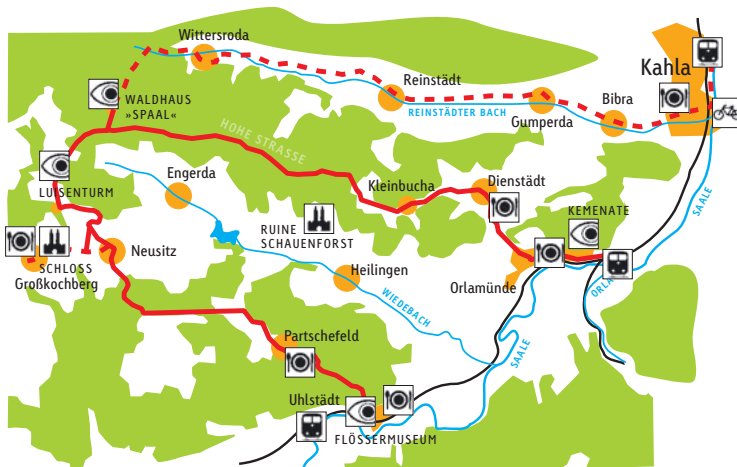 Wittersroda
Kahla
Reinstädt
WALDHAUS
»SPAAL«
Bibra
REINSTÄDTER BACH
Gumperda
HOHE STRASSE
Engerda
Dienstädt
Kleinbucha
LUISENTURM
KEMENATE
SAALE
RUINE
SCHAUENFORST
Neusitz
SCHLOSS
Großkochberg
Heilingen
Orlamünde
ORLA
WIEDEBACH
Partschefeld
SAALE
Uhlstädt
FLÖSSERMUSEUM